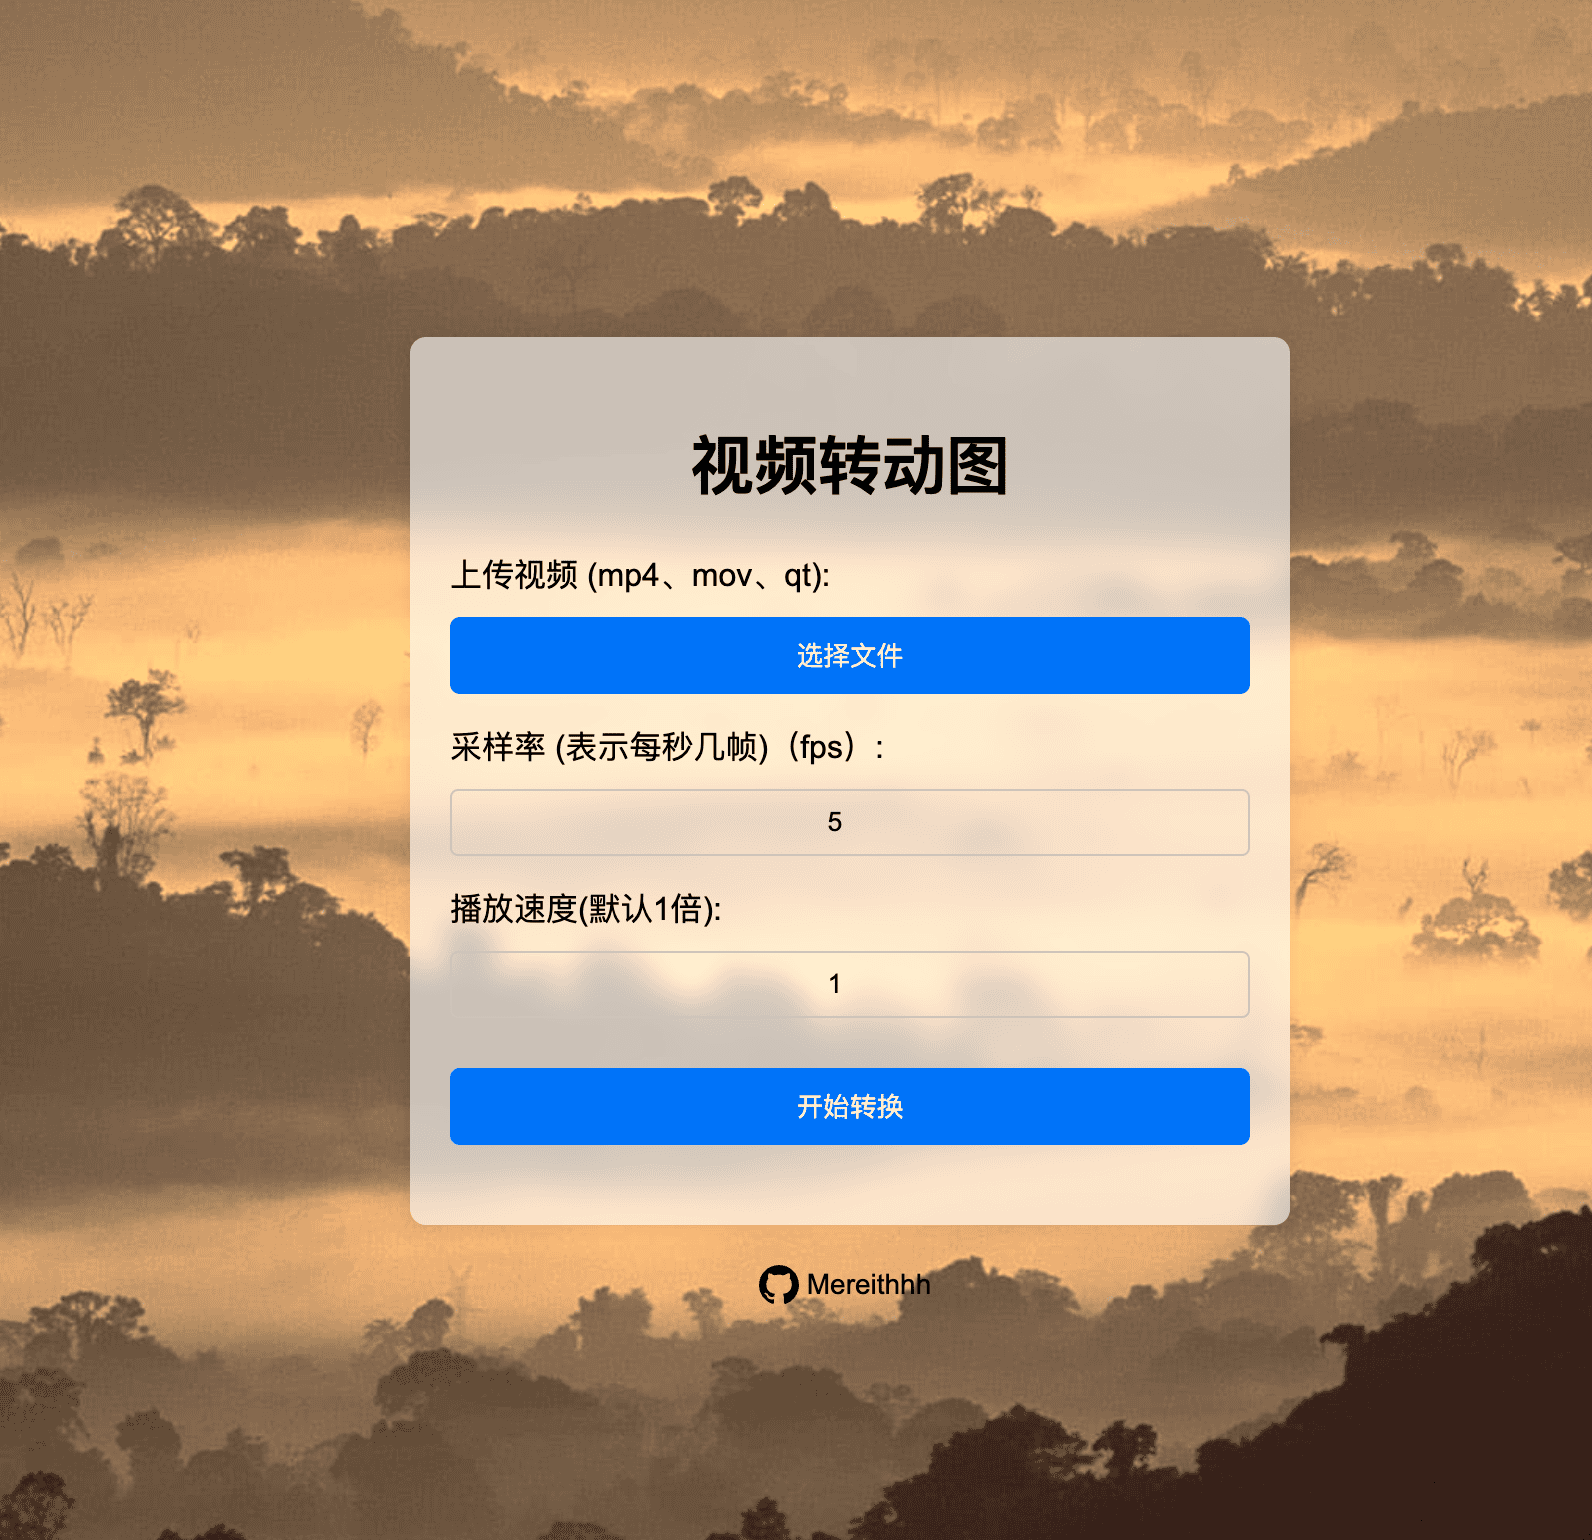 视频转动图
上传视频 (mp4、mov、qt):
选择文件
采样率 (表示每秒几帧)（fps）:
5
播放速度(默认1倍):
1
开始转换
Mereithhh